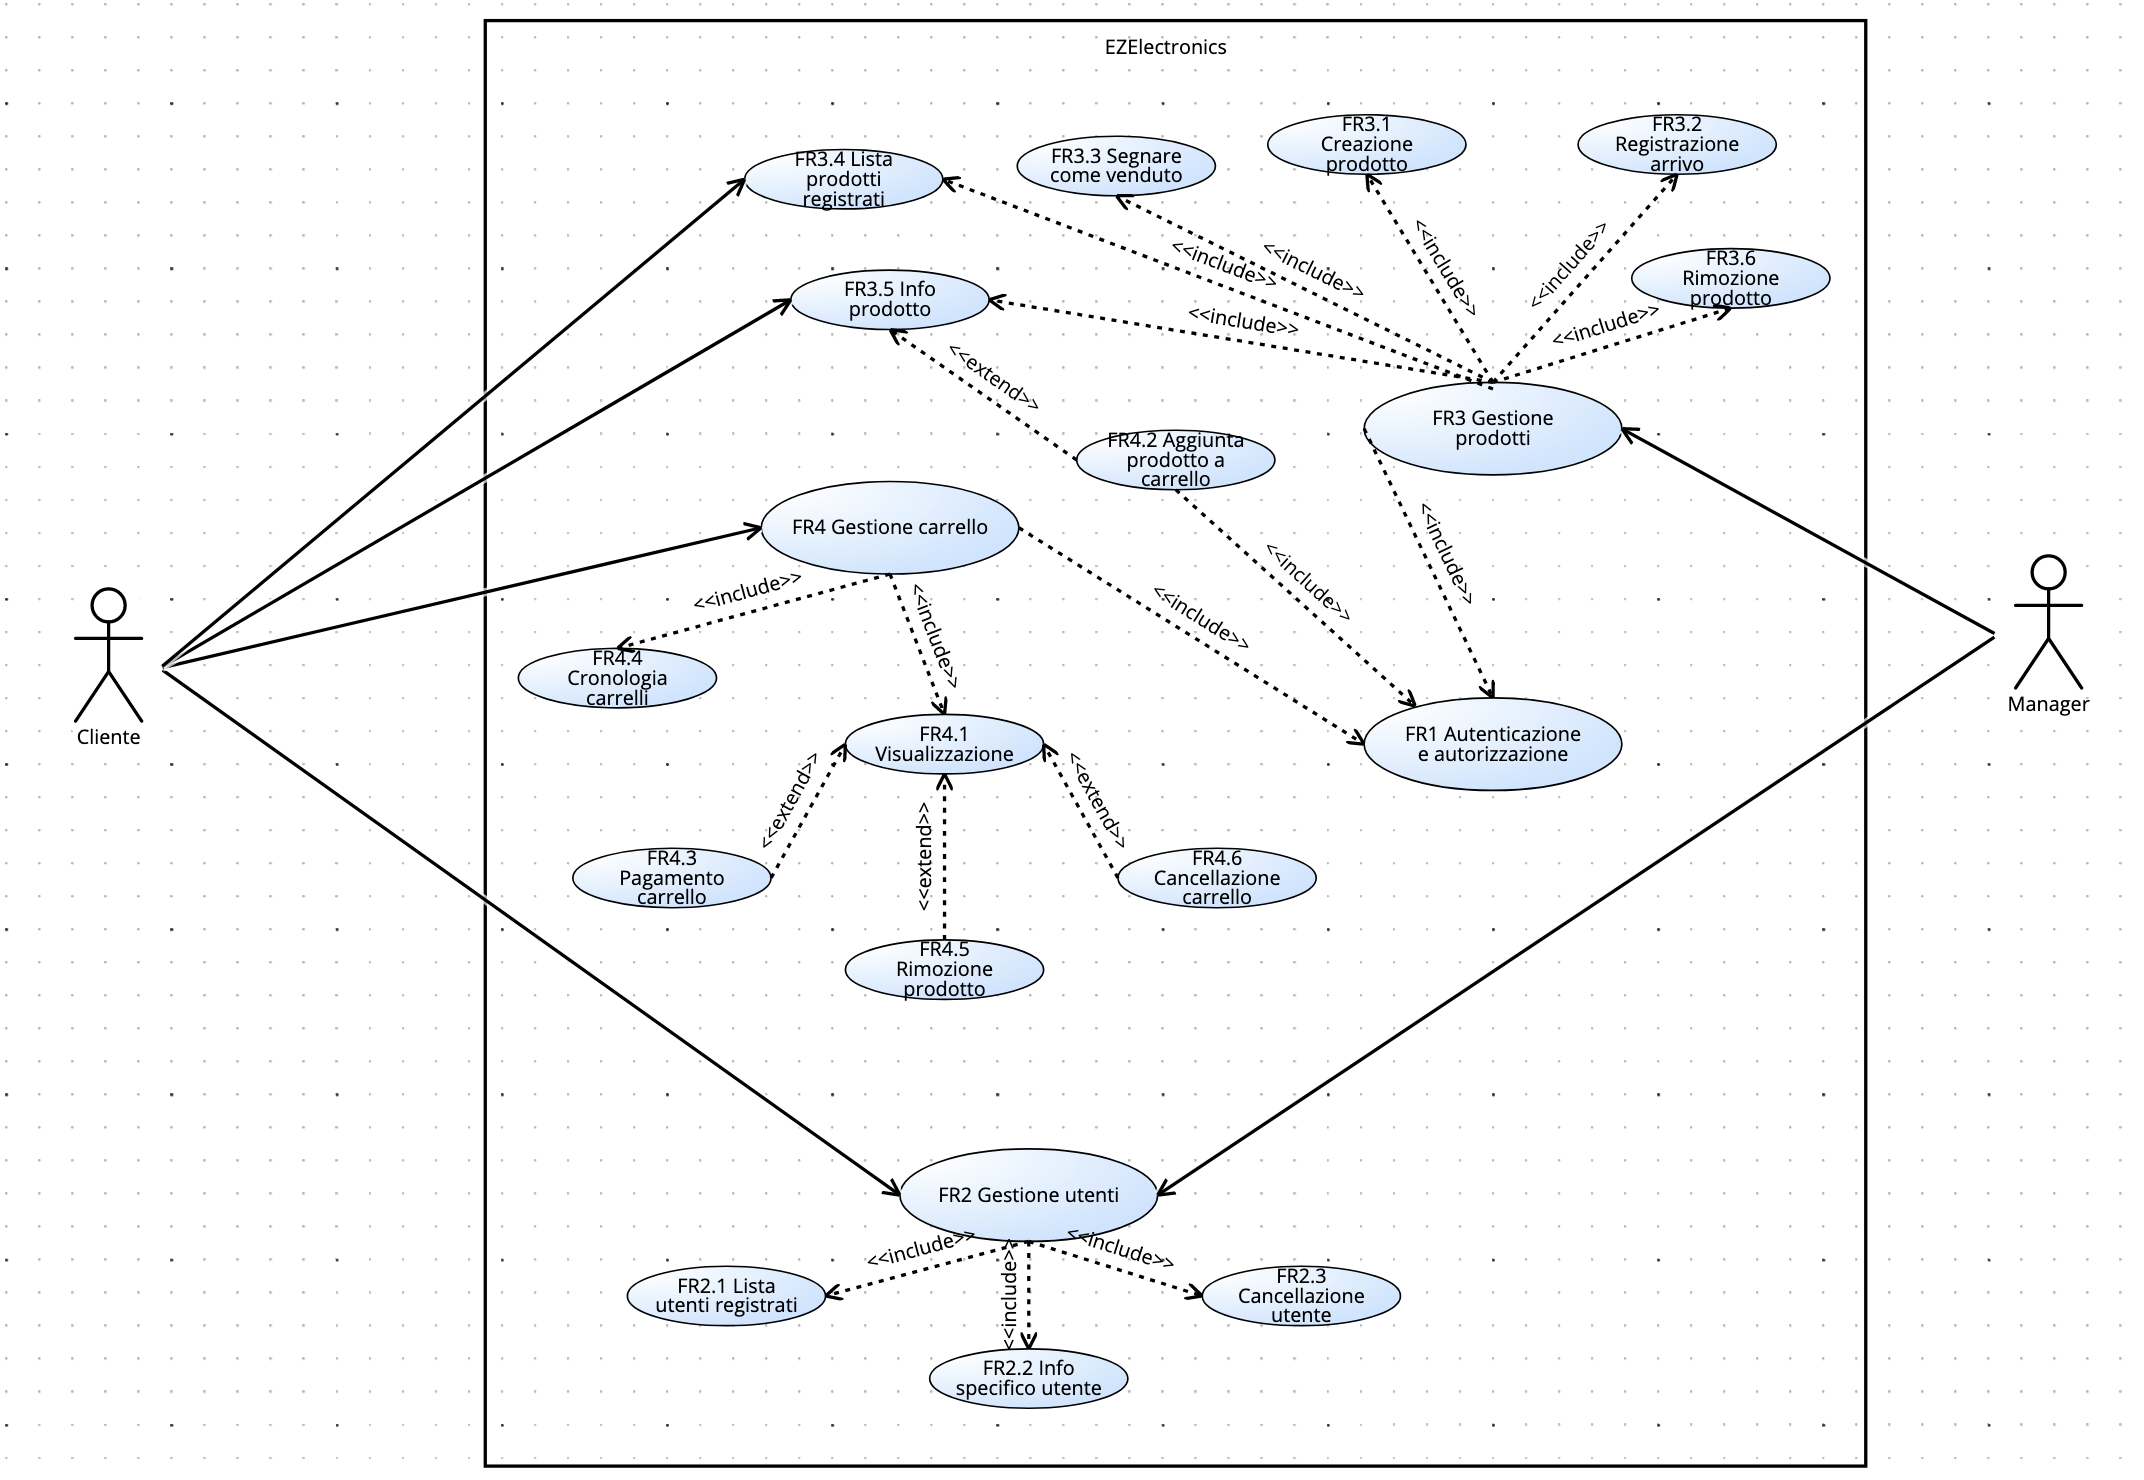 EZElectronics
FR3.4 Lista
prodotti
registrati
FR3.3 Segnare
come venduto
FR3.1
Creazione
prodotto
FR3.2
Registrazione
arrivo
<<include>>
<<include>>
<<include>>
<<include>>
FR3.6
Rimozione
prodotto
FR3.5 Info
prodotto
<<include>>
<<include>>
<<extend>>
FR3 Gestione
prodotti
FR4.2 Aggiunta
prodotto a
carrello
FR4 Gestione carrello
<<include>>
<<include>>
<<include>>
<<include>>
<<include>>
FR4.4
Cronologia
carrelli
Cliente
Manager
FR4.1
Visualizzazione
FR1 Autenticazione
e autorizzazione
<<extend>>
<<extend>>
<<extend>>
FR4.3
Pagamento
carrello
FR4.6
Cancellazione
carrello
FR4.5
Rimozione
prodotto
FR2 Gestione utenti
<<include>>
<<include>>
<<include>>
FR2.1 Lista
utenti registrati
FR2.3
Cancellazione
utente
FR2.2 Info
specifico utente